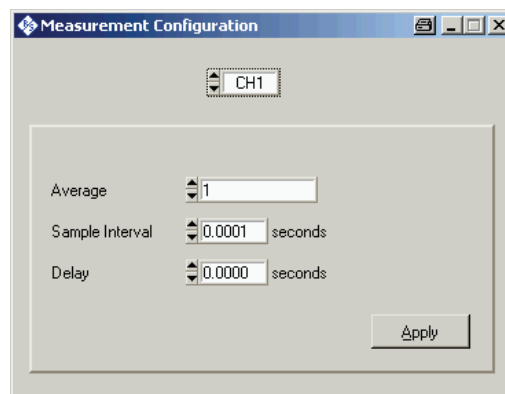 Measurement Configuration
CH1
Average 1
Sample Interval 0.0001 seconds
Delay 0.0000 seconds
Apply